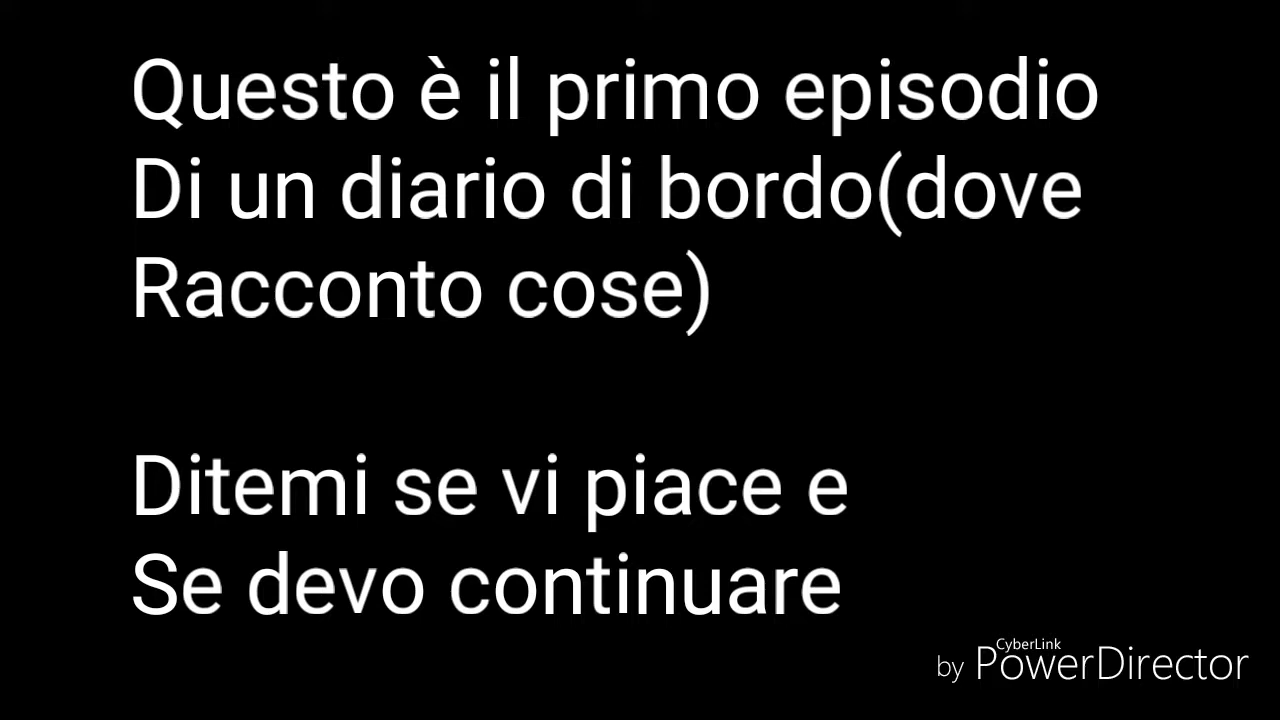 Questo è il primo episodio
Di un diario di bordo(dove
Racconto cose)
Ditemi se vi piace e
Se devo continuare
CyberLink
by PowerDirector